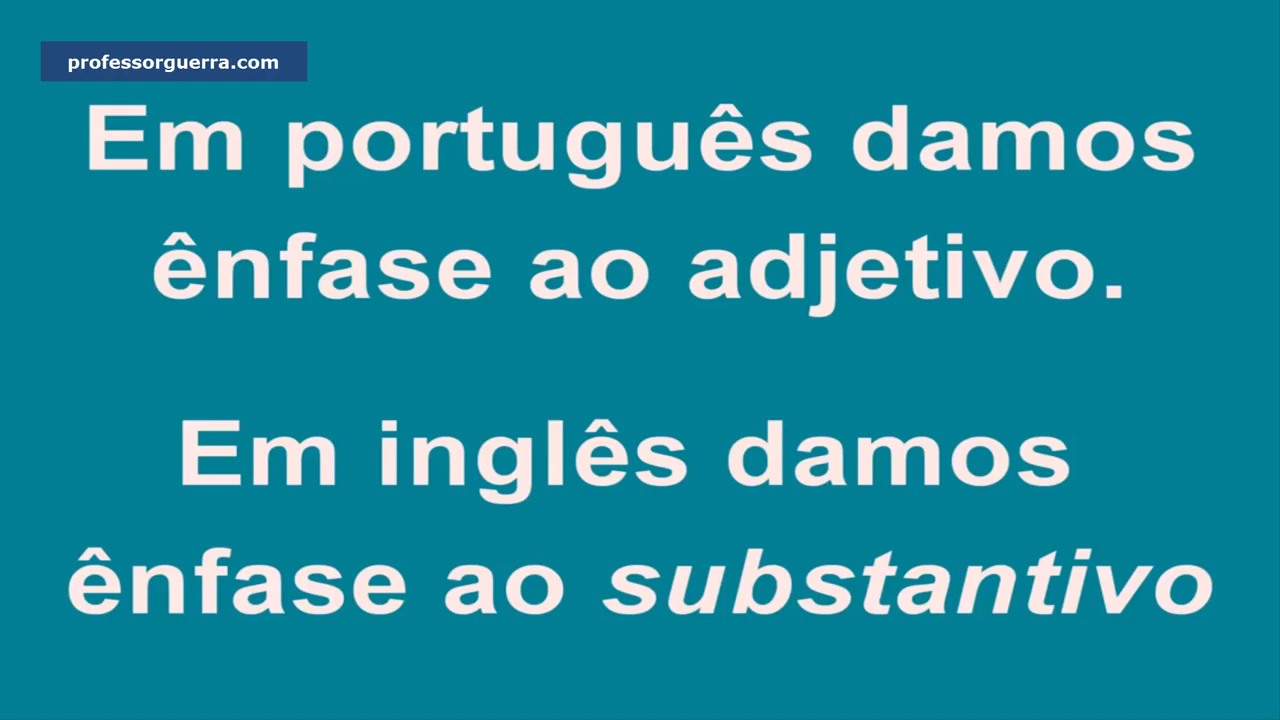 professorguerra.com
Em português damos
ênfase ao adjetivo.
Em inglês damos
ênfase ao substantivo